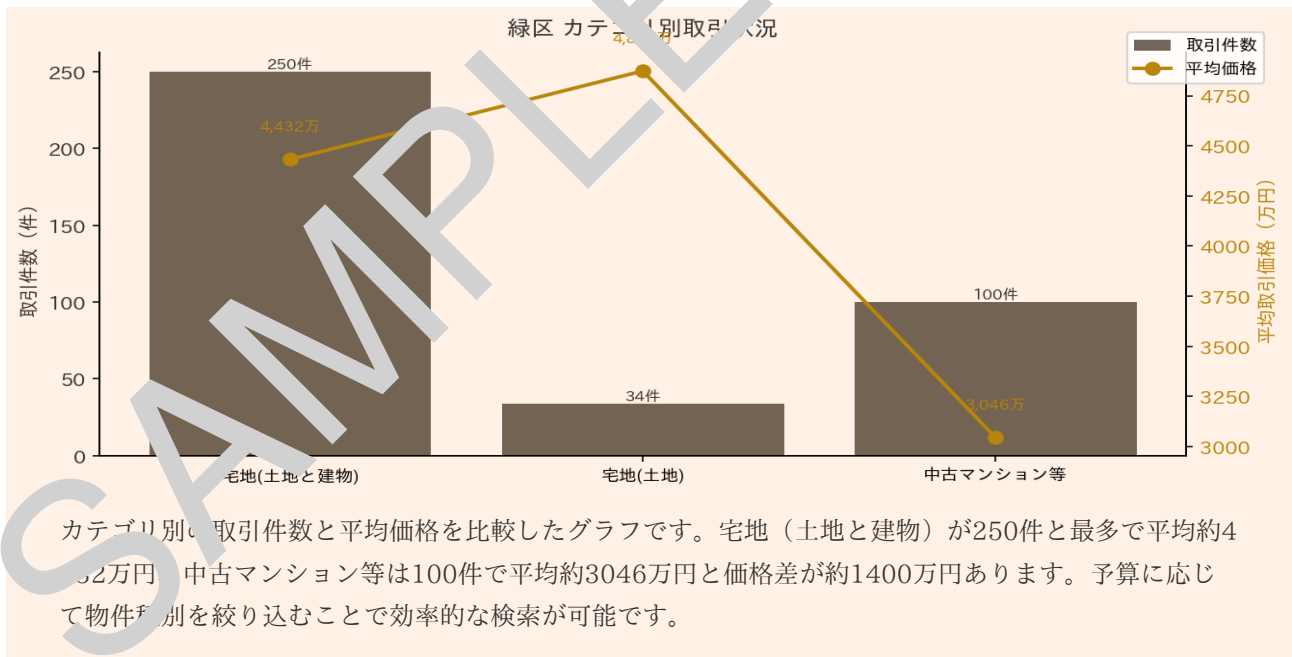 緑区 カテゴリ別取引状況
取引件数
平均価格
取引件数（件）
250
200
150
100
50
0
250件
4,432万
34件
100件
3,046万
4750
4500
4250
4000
3750
3500
3250
3000
平均取引価格（万円）
宅地(土地と建物)
宅地(土地)
中古マンション等
カテゴリ別の取引件数と平均価格を比較したグラフです。宅地（土地と建物）が250件と最多で平均約4
432万円、中古マンション等は100件で平均約3046万円と価格差が約1400万円あります。予算に応じ
て物件種別を絞り込むことで効率的な検索が可能です。
SAMPLE